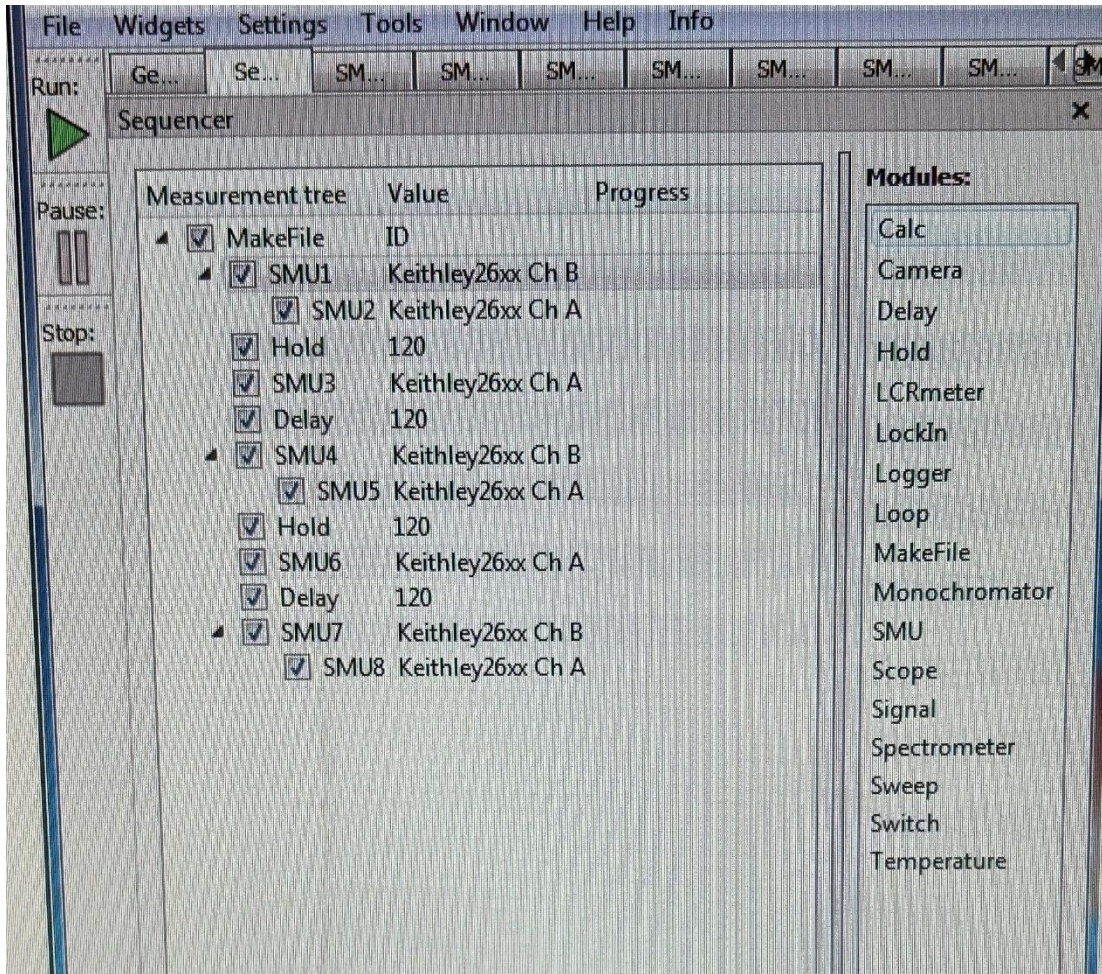 File Widgets Settings Tools Window Help Info
Ge... Se... SM... SM... SM... SM... SM... SM... SM... SM
Run:
Sequencer
Pause:
Stop:
Measurement tree Value Progress
MakeFile ID
SMU1 Keithley26xx Ch B
SMU2 Keithley26xx Ch A
Hold 120
SMU3 Keithley26xx Ch A
Delay 120
SMU4 Keithley26xx Ch B
SMU5 Keithley26xx Ch A
Hold 120
SMU6 Keithley26xx Ch A
Delay 120
SMU7 Keithley26xx Ch B
SMU8 Keithley26xx Ch A
Modules:
Calc
Camera
Delay
Hold
LCRmeter
LockIn
Logger
Loop
MakeFile
Monochromator
SMU
Scope
Signal
Spectrometer
Sweep
Switch
Temperature